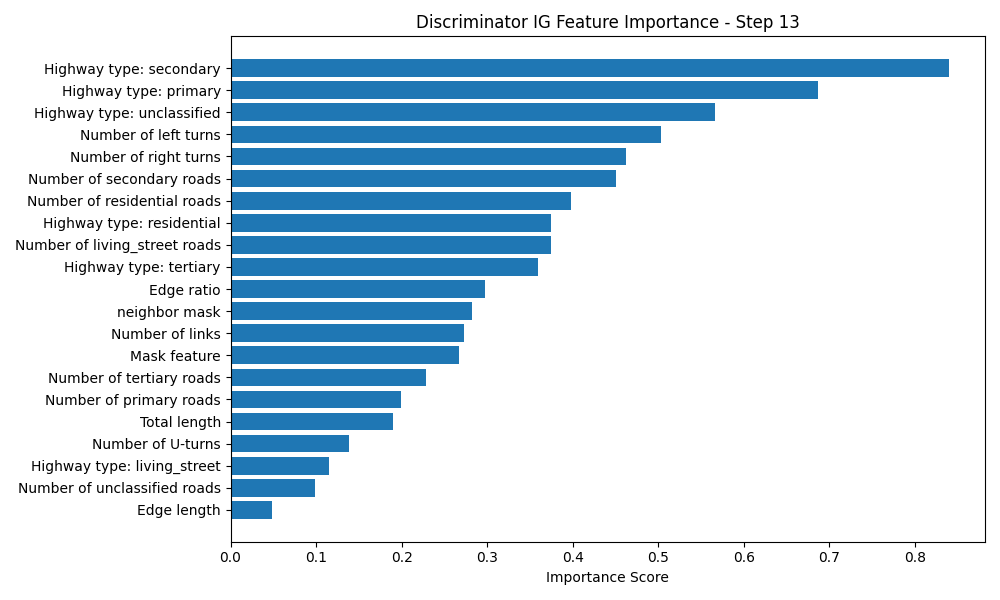 Discriminator IG Feature Importance - Step 13
Highway type: secondary
Highway type: primary
Highway type: unclassified
Number of left turns
Number of right turns
Number of secondary roads
Number of residential roads
Highway type: residential
Number of living_street roads
Highway type: tertiary
Edge ratio
neighbor mask
Number of links
Mask feature
Number of tertiary roads
Number of primary roads
Total length
Number of U-turns
Highway type: living_street
Number of unclassified roads
Edge length
0.0 0.1 0.2 0.3 0.4 0.5 0.6 0.7 0.8
Importance Score